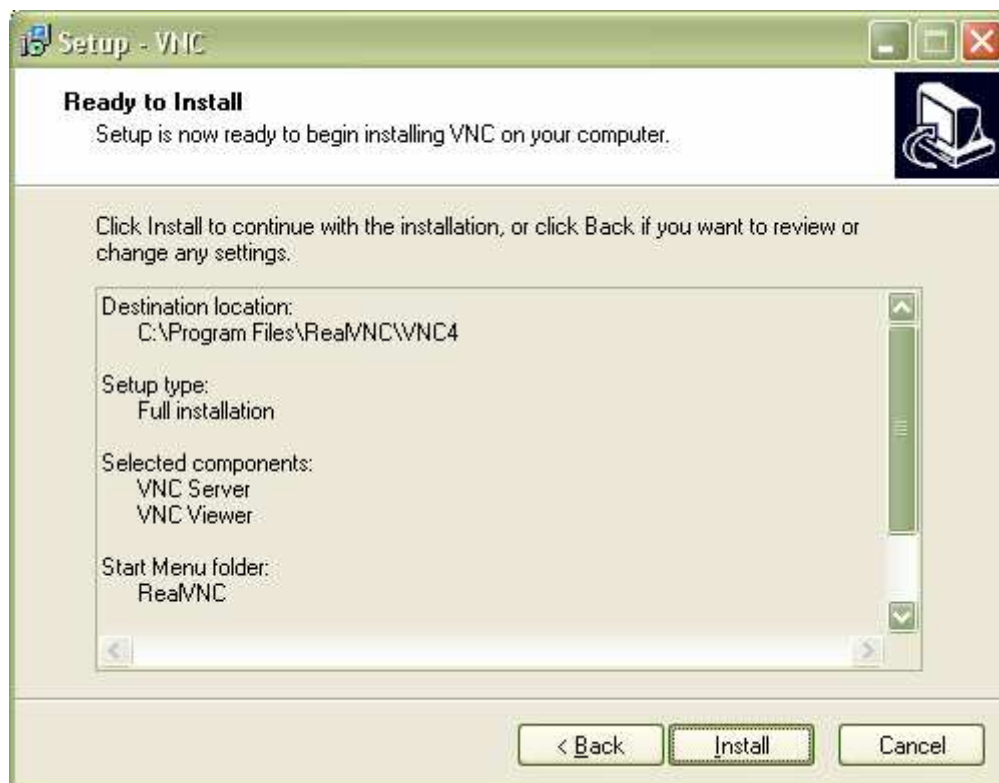 Setup - VNC
Ready to Install
Setup is now ready to begin installing VNC on your computer.
Click Install to continue with the installation, or click Back if you want to review or
change any settings.
Destination location:
C:\Program Files\RealVNC\VNC4
Setup type:
Full installation
Selected components:
VNC Server
VNC Viewer
Start Menu folder:
RealVNC
< Back
Install
Cancel